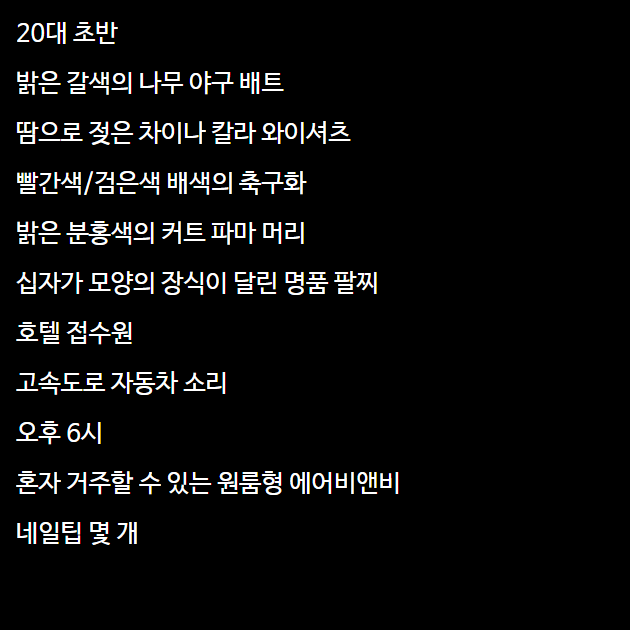 20대 초반
밝은 갈색의 나무 야구 배트
땀으로 젖은 차이나 칼라 와이셔츠
빨간색/검은색 배색의 축구화
밝은 분홍색의 커트 파마 머리
십자가 모양의 장식이 달린 명품 팔찌
호텔 접수원
고속도로 자동차 소리
오후 6시
혼자 거주할 수 있는 원룸형 에어비앤비
네일팁 몇 개